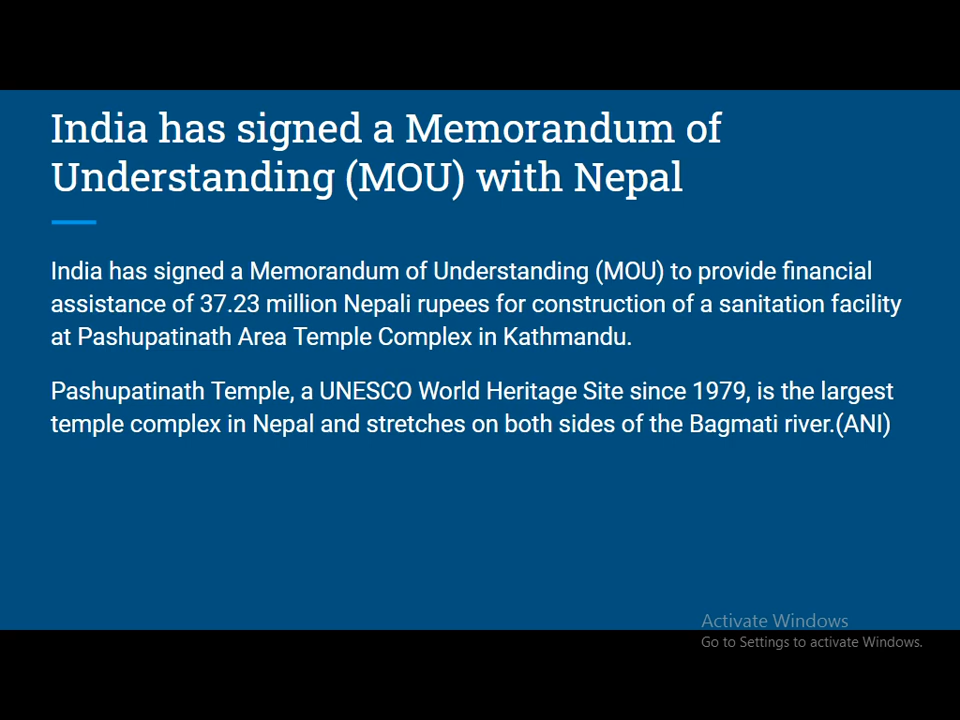 India has signed a Memorandum of
Understanding (MOU) with Nepal
India has signed a Memorandum of Understanding (MOU) to provide financial
assistance of 37.23 million Nepali rupees for construction of a sanitation facility
at Pashupatinath Area Temple Complex in Kathmandu.
Pashupatinath Temple, a UNESCO World Heritage Site since 1979, is the largest
temple complex in Nepal and stretches on both sides of the Bagmati river.(ANI)
Activate Windows
Go to Settings to activate Windows.